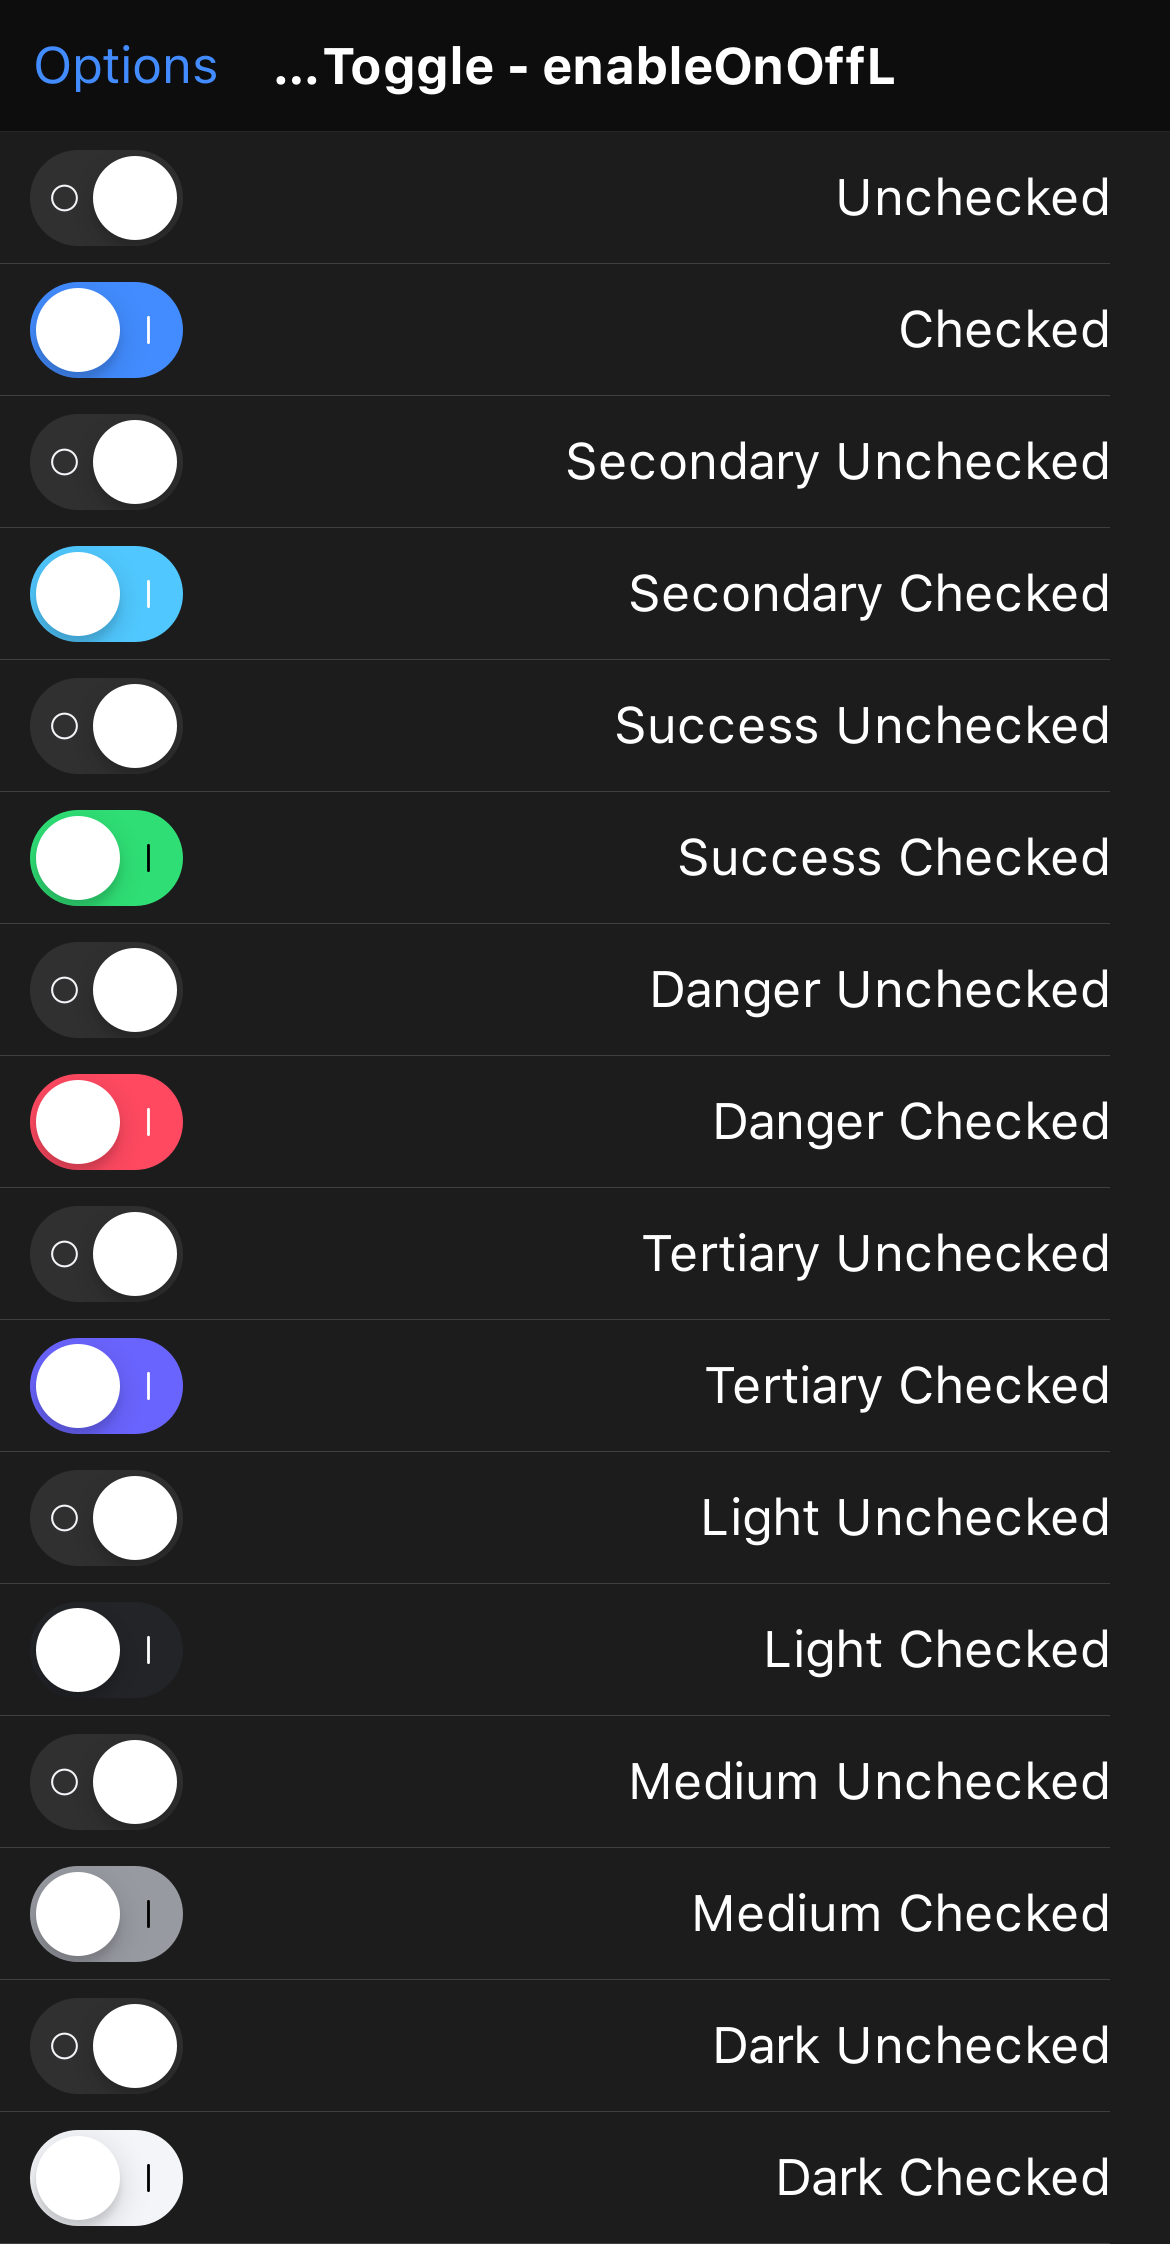 Options
...Toggle - enableOnOffL
Unchecked
Checked
Secondary Unchecked
Secondary Checked
Success Unchecked
Success Checked
Danger Unchecked
Danger Checked
Tertiary Unchecked
Tertiary Checked
Light Unchecked
Light Checked
Medium Unchecked
Medium Checked
Dark Unchecked
Dark Checked